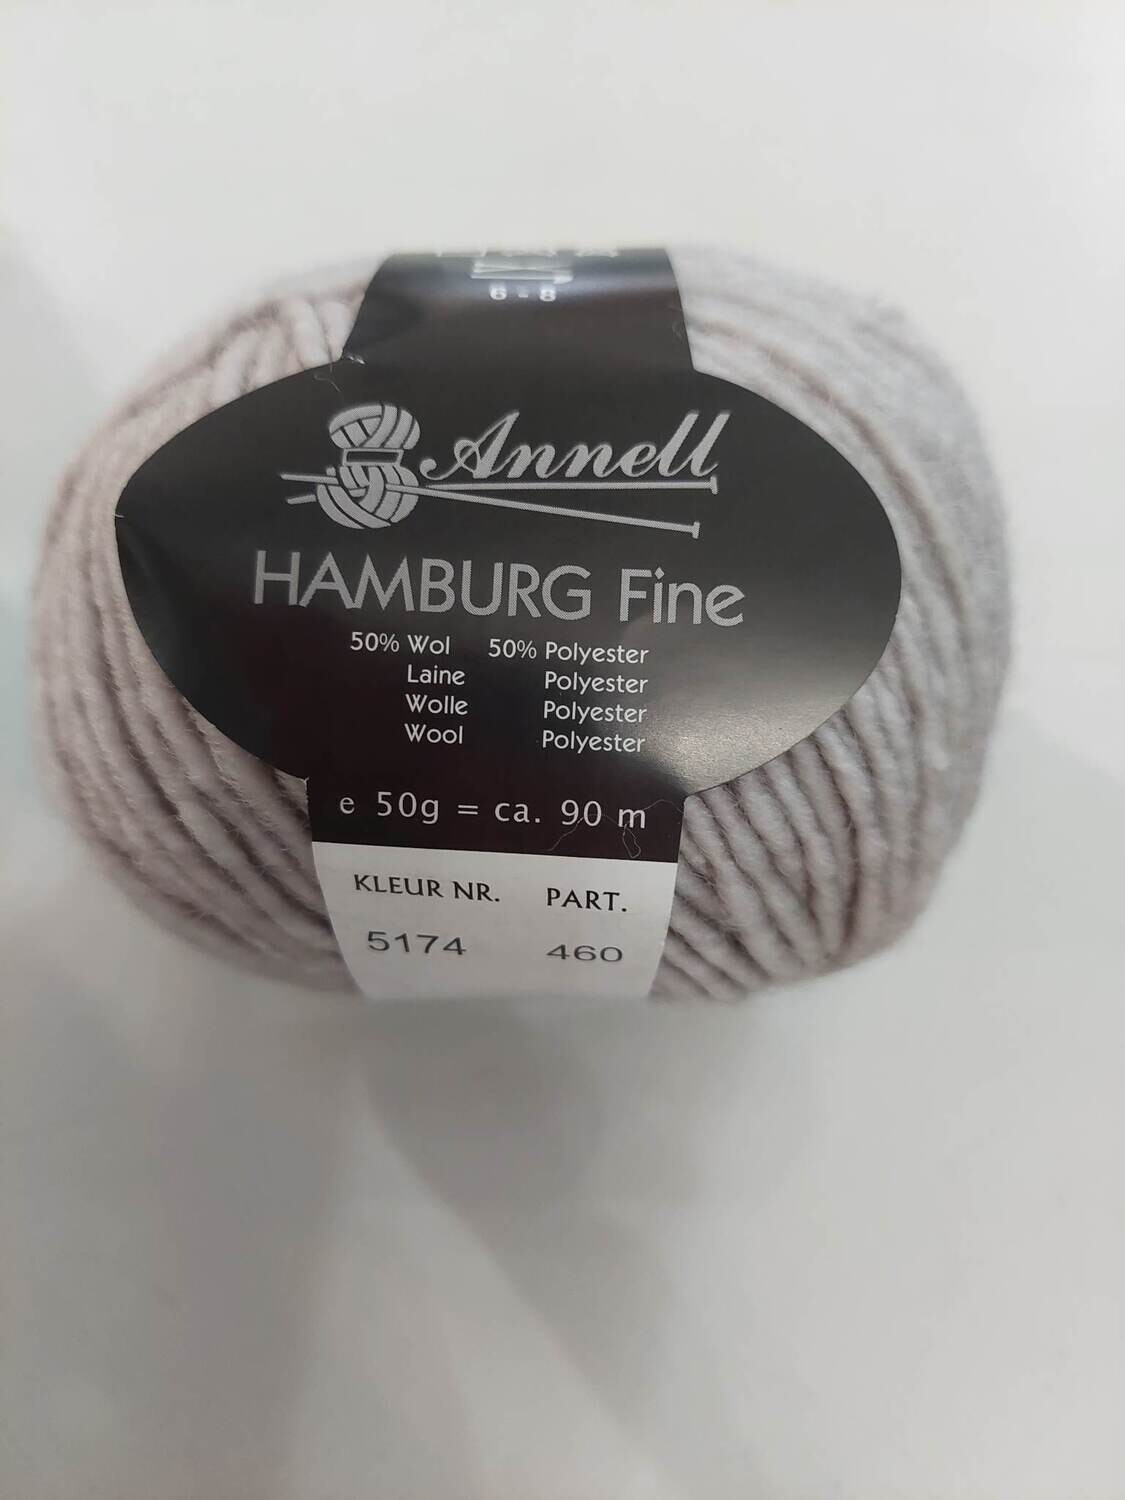 6 - 8
Annell
HAMBURG Fine
50% Wol 50% Polyester
Laine Polyester
Wolle Polyester
Wool Polyester
e 50g = ca. 90 m
KLEUR NR. PART.
5174 460